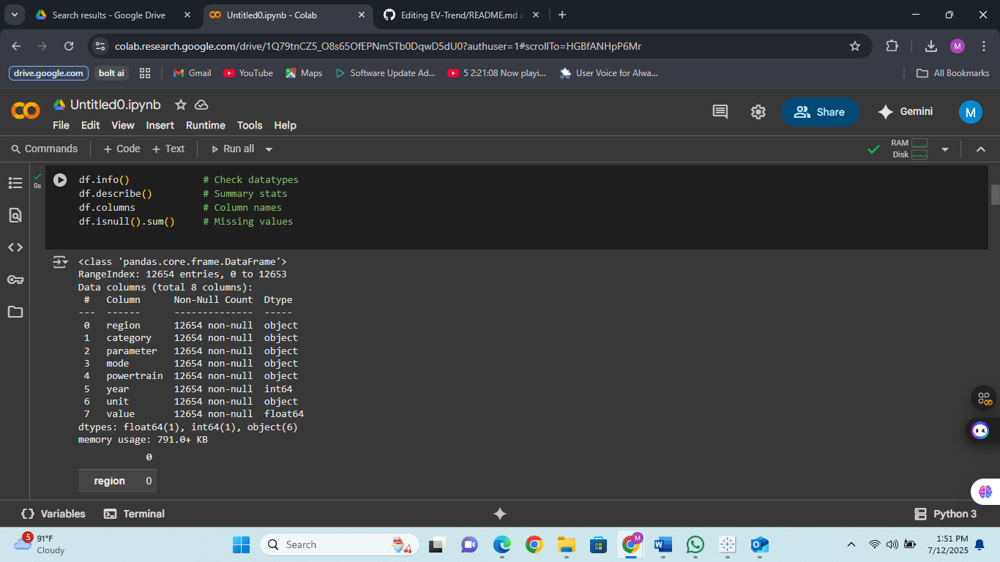 Search results - Google Drive
Untitled0.ipynb - Colab
Editing EV-Trend/README.md a
colab.research.google.com/drive/1Q79tnCZ5_O8s65OfEPNmSTb0DqwD5dU0?authuser=1#scrollTo=HGBfANHpP6Mr
M
drive.google.com bolt ai Gmail YouTube Maps Software Update Ad... 5 2:21:08 Now playi... User Voice for Alwa... All Bookmarks
Untitled0.ipynb
File Edit View Insert Runtime Tools Help
Share
Gemini
M
Commands + Code + Text Run all
RAM
Disk
0s
df.info() # Check datatypes
df.describe() # Summary stats
df.columns # Column names
df.isnull().sum() # Missing values
<class 'pandas.core.frame.DataFrame'>
RangeIndex: 12654 entries, 0 to 12653
Data columns (total 8 columns):
# Column Non-Null Count Dtype
--- ------ -------------- -----
0 region 12654 non-null object
1 category 12654 non-null object
2 parameter 12654 non-null object
3 mode 12654 non-null object
4 powertrain 12654 non-null object
5 year 12654 non-null int64
6 unit 12654 non-null object
7 value 12654 non-null float64
dtypes: float64(1), int64(1), object(6)
memory usage: 791.0+ KB
0
region 0
Variables Terminal Python 3
5
91°F
Cloudy
Search
M
1:51 PM
7/12/2025